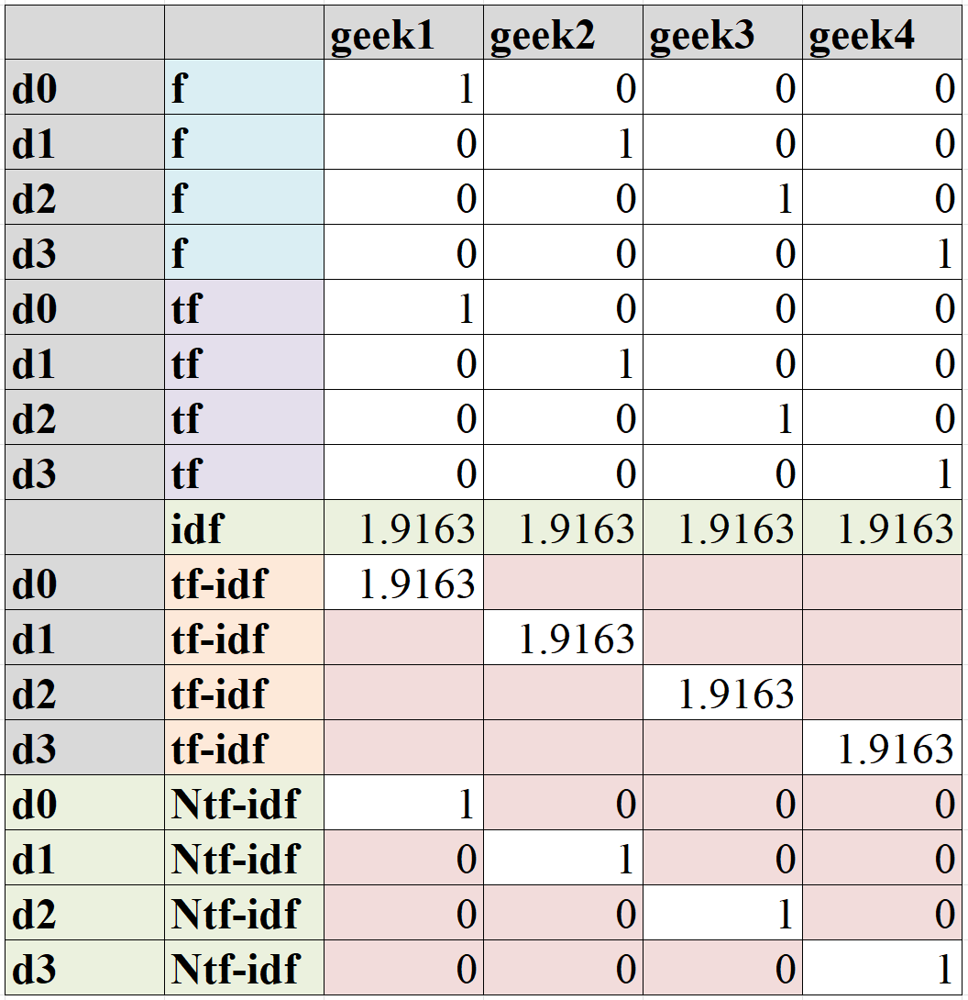 geek1 geek2 geek3 geek4
d0 f 1 0 0 0
d1 f 0 1 0 0
d2 f 0 0 1 0
d3 f 0 0 0 1
d0 tf 1 0 0 0
d1 tf 0 1 0 0
d2 tf 0 0 1 0
d3 tf 0 0 0 1
idf 1.9163 1.9163 1.9163 1.9163
d0 tf-idf 1.9163
d1 tf-idf 1.9163
d2 tf-idf 1.9163
d3 tf-idf 1.9163
d0 Ntf-idf 1 0 0 0
d1 Ntf-idf 0 1 0 0
d2 Ntf-idf 0 0 1 0
d3 Ntf-idf 0 0 0 1